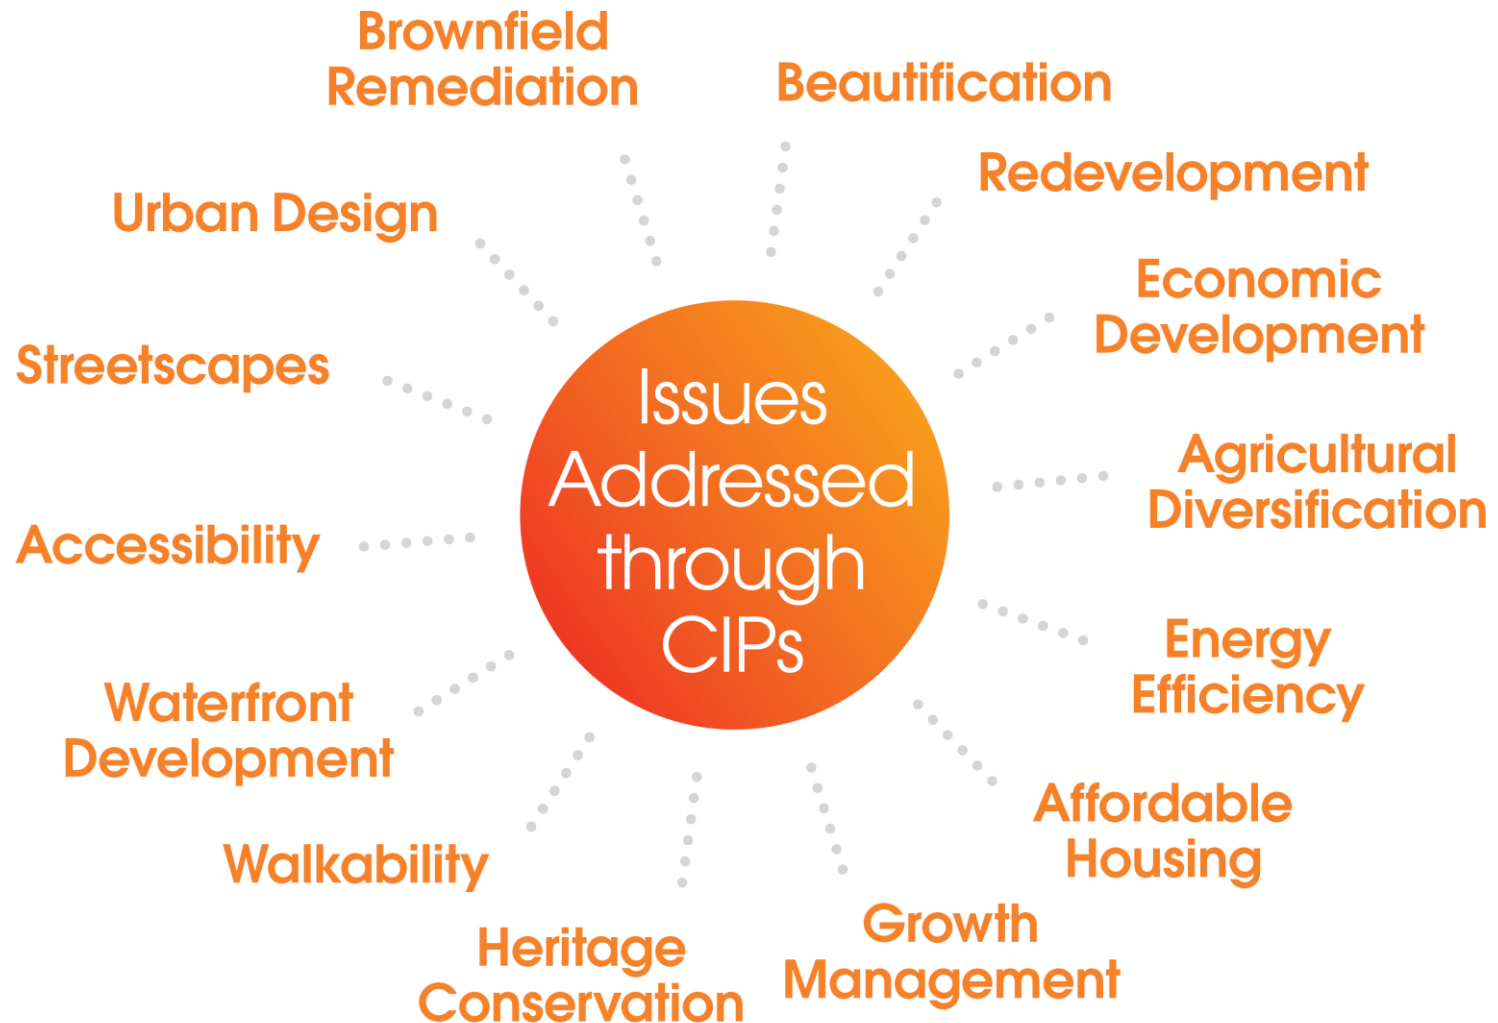 Brownfield
Remediation
Beautification
Redevelopment
Economic
Development
Agricultural
Diversification
Energy
Efficiency
Affordable
Housing
Growth
Management
Heritage
Conservation
Walkability
Waterfront
Development
Accessibility
Streetscapes
Urban Design
Issues
Addressed
through
CIPs